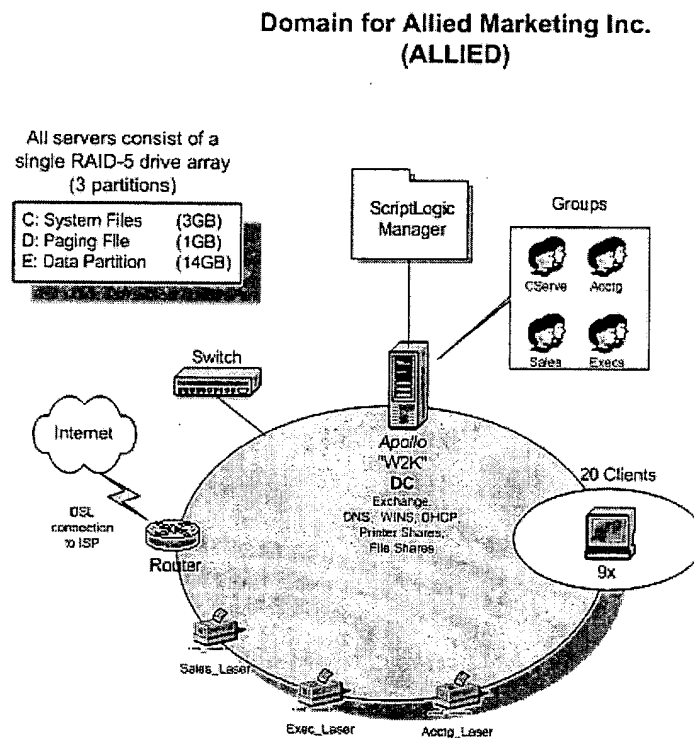 Domain for Allied Marketing Inc.
(ALLIED)
All servers consist of a
single RAID-5 drive array
(3 partitions)
C: System Files (3GB)
D: Paging File (1GB)
E: Data Partition (14GB)
ScriptLogic
Manager
Groups
CServe Acctg
Sales Execs
Switch
Internet
DSL
connection
to ISP
Router
Apollo
"W2K"
DC
Exchange,
DNS, WINS, DHCP,
Printer Shares,
File Shares
20 Clients
9x
Sales_Laser
Exec_Laser
Acctg_Laser